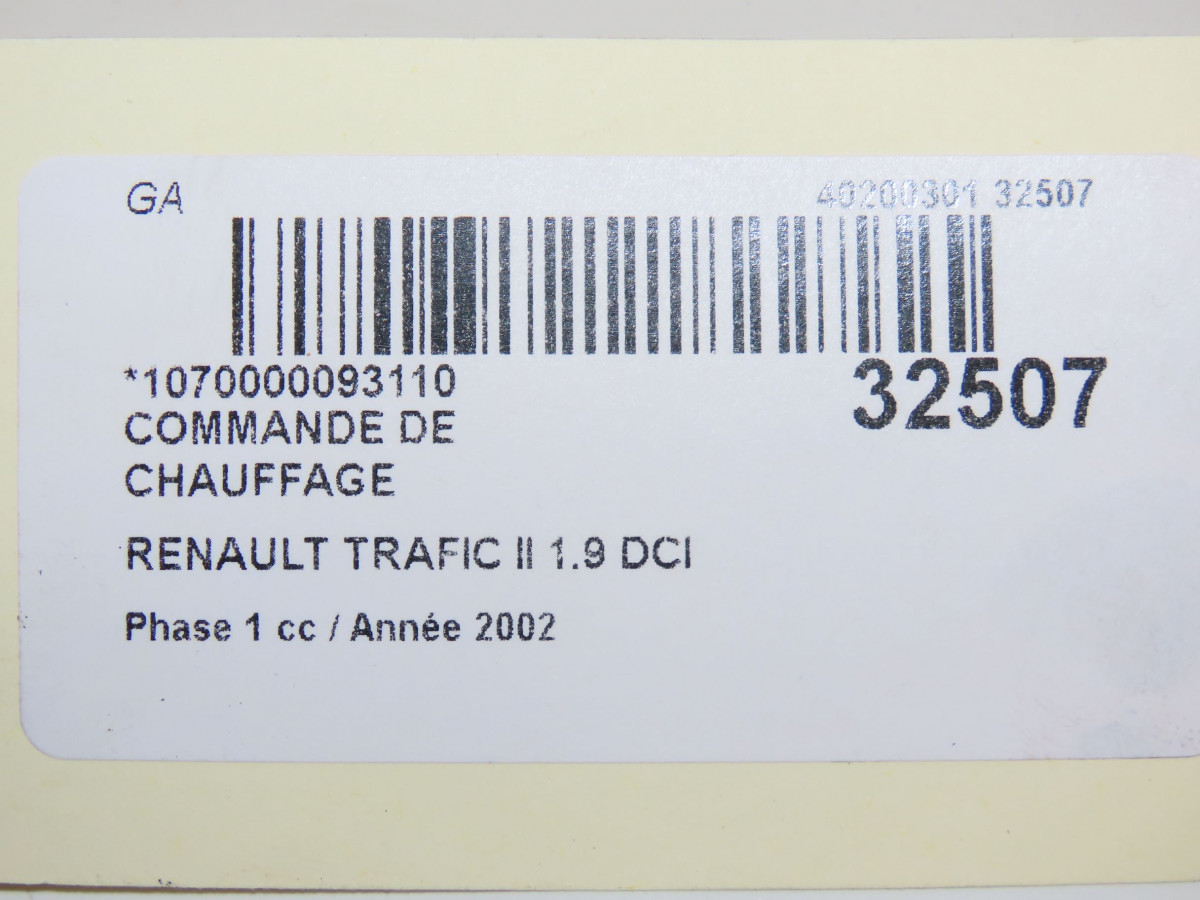 GA
40200301 32507
*1070000093110
32507
COMMANDE DE
CHAUFFAGE
RENAULT TRAFIC II 1.9 DCI
Phase 1 cc / Année 2002